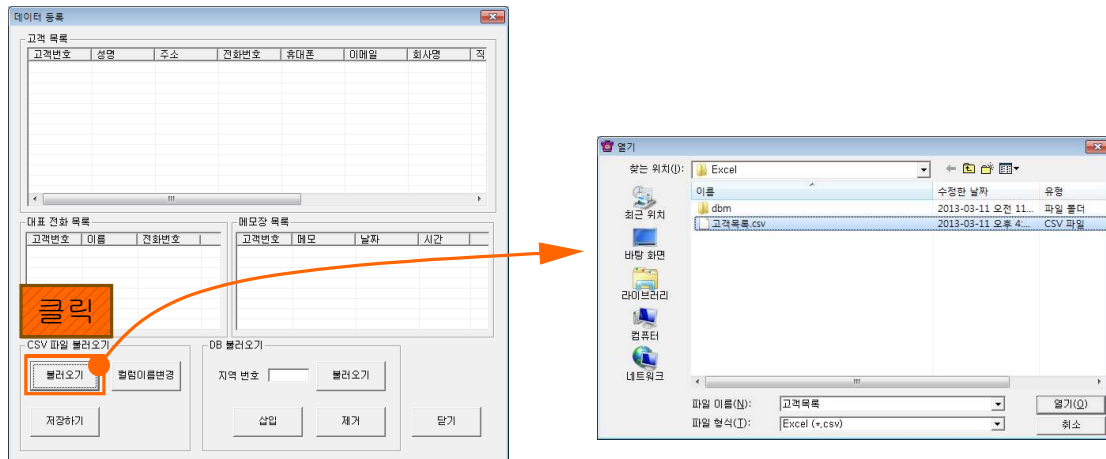 데이터 등록
고객 목록
고객번호 성명 주소 전화번호 휴대폰 이메일 회사명 직
대표 전화 목록
고객번호 이름 전화번호
메모장 목록
고객번호 메모 날짜 시간
클릭
CSV 파일 불러오기
불러오기 컬럼이름변경
저장하기
DB 불러오기
지역 번호 불러오기
삽입 제거 닫기
열기
찾는 위치(I): Excel
이름 수정한 날짜 유형
dbm 2013-03-11 오전 11... 파일 폴더
고객목록.csv 2013-03-11 오후 4:... CSV 파일
최근 위치
바탕 화면
라이브러리
컴퓨터
네트워크
파일 이름(N): 고객목록 열기(O)
파일 형식(T): Excel (*.csv) 취소